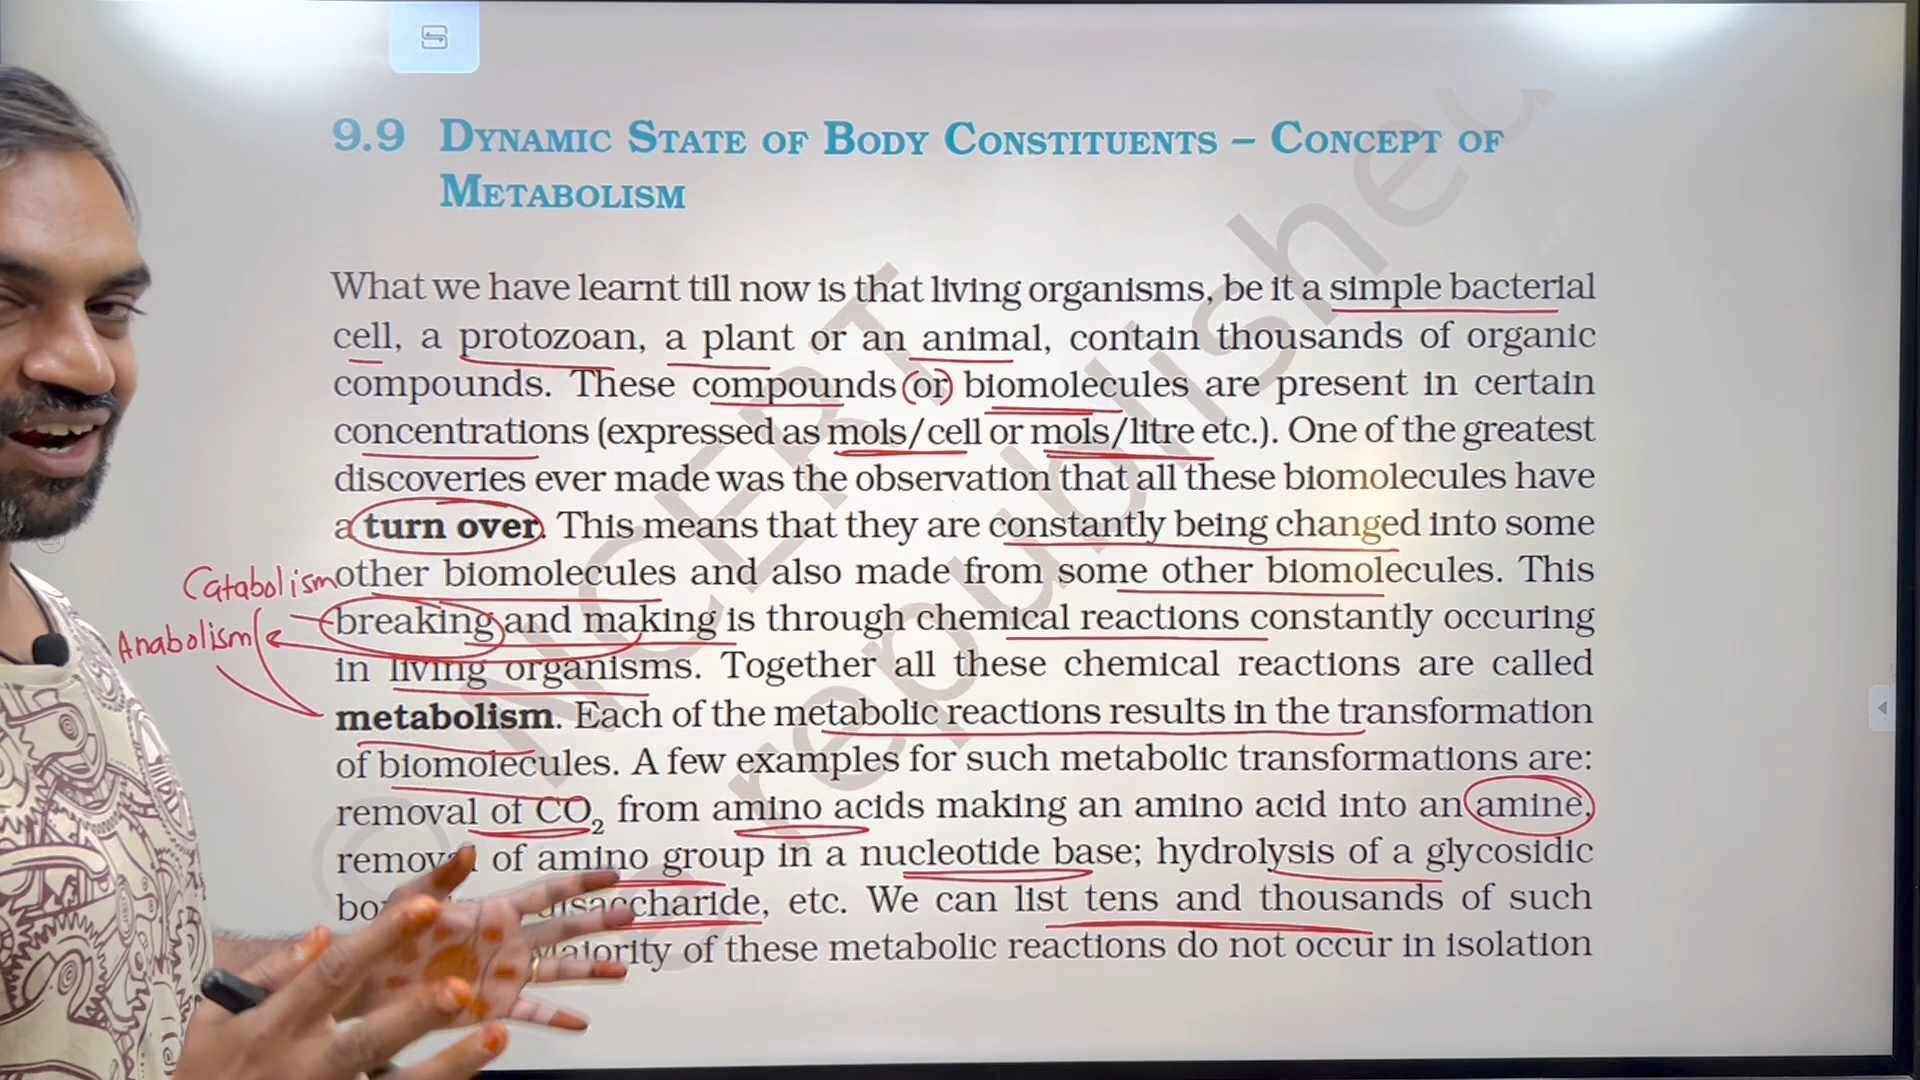 9.9 DYNAMIC STATE OF BODY CONSTITUENTS – CONCEPT OF
METABOLISM
What we have learnt till now is that living organisms, be it a simple bacterial
cell, a protozoan, a plant or an animal, contain thousands of organic
compounds. These compounds or biomolecules are present in certain
concentrations (expressed as mols/cell or mols/litre etc.). One of the greatest
discoveries ever made was the observation that all these biomolecules have
a turn over. This means that they are constantly being changed into some
Catabolism
other biomolecules and also made from some other biomolecules. This
breaking and making is through chemical reactions constantly occuring
Anabolism
in living organisms. Together all these chemical reactions are called
metabolism. Each of the metabolic reactions results in the transformation
of biomolecules. A few examples for such metabolic transformations are:
removal of CO₂ from amino acids making an amino acid into an amine,
of amino group in a nucleotide base; hydrolysis of a glycosidic
etc. We can list tens and thousands of such
of these metabolic reactions do not occur in isolation
© NCERT
republished